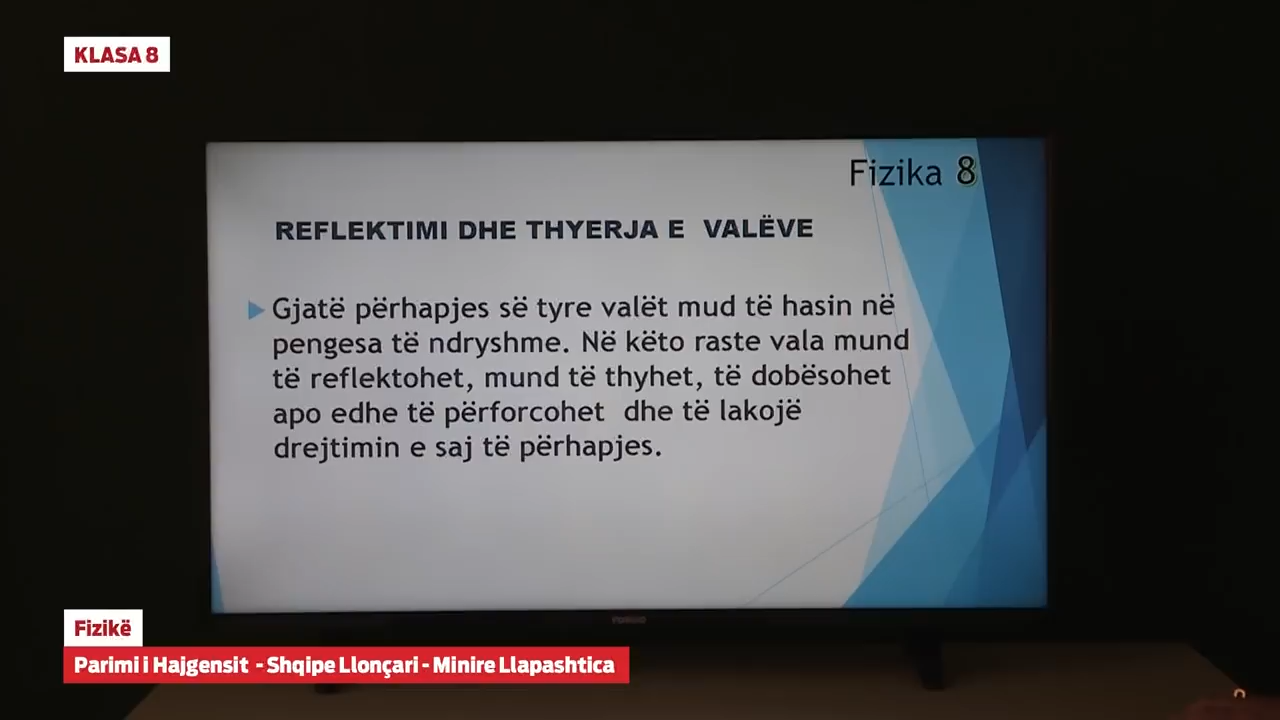 KLASA 8
Fizika 8
REFLEKTIMI DHE THYERJA E VALËVE
Gjatë përhapjes së tyre valët mud të hasin në
pengesa të ndryshme. Në këto raste vala mund
të reflektohet, mund të thyhet, të dobësohet
apo edhe të përforcohet dhe të lakojë
drejtimin e saj të përhapjes.
Fizikë
Parimi i Hajgensit - Shqipe Llonçari - Minire Llapashtica